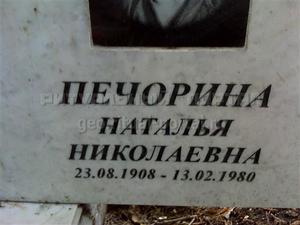 ПЕЧОРИНА
НАТАЛЬЯ
НИКОЛАЕВНА
23.08.1908 - 13.02.1980